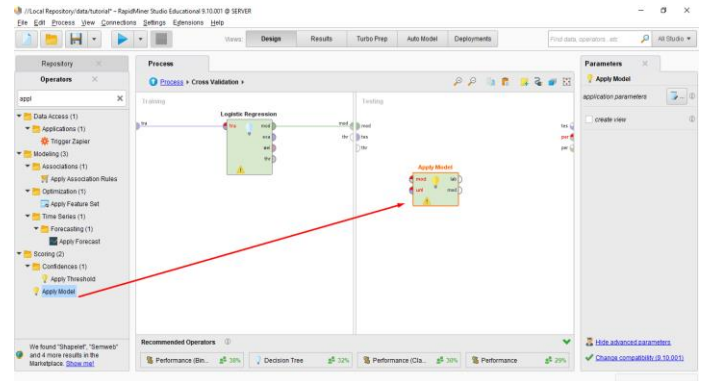 //Local Repository/data/tutorial* – RapidMiner Studio Educational 9.10.001 @ SERVER
File Edit Process View Connections Settings Extensions Help
Views: Design Results Turbo Prep Auto Model Deployments
Find data, operators...etc All Studio
Repository
Operators
appl
Data Access (1)
Applications (1)
Trigger Zapier
Modeling (3)
Associations (1)
Apply Association Rules
Optimization (1)
Apply Feature Set
Time Series (1)
Forecasting (1)
Apply Forecast
Scoring (2)
Confidences (1)
Apply Threshold
Apply Model
We found "Shapelet", "Semweb"
and 4 more results in the
Marketplace. Show me!
Process
Process Cross Validation
Training
Logistic Regression
tra
tra
mod
exa
wei
thr
mod
thr
Testing
mod
tes
thr
Apply Model
mod
unl
lab
mod
tes
per
per
Recommended Operators
Performance (Bin... 38%
Decision Tree 32%
Performance (Cla... 30%
Performance 29%
Parameters
Apply Model
application parameters
create view
Hide advanced parameters
Change compatibility (9.10.001)